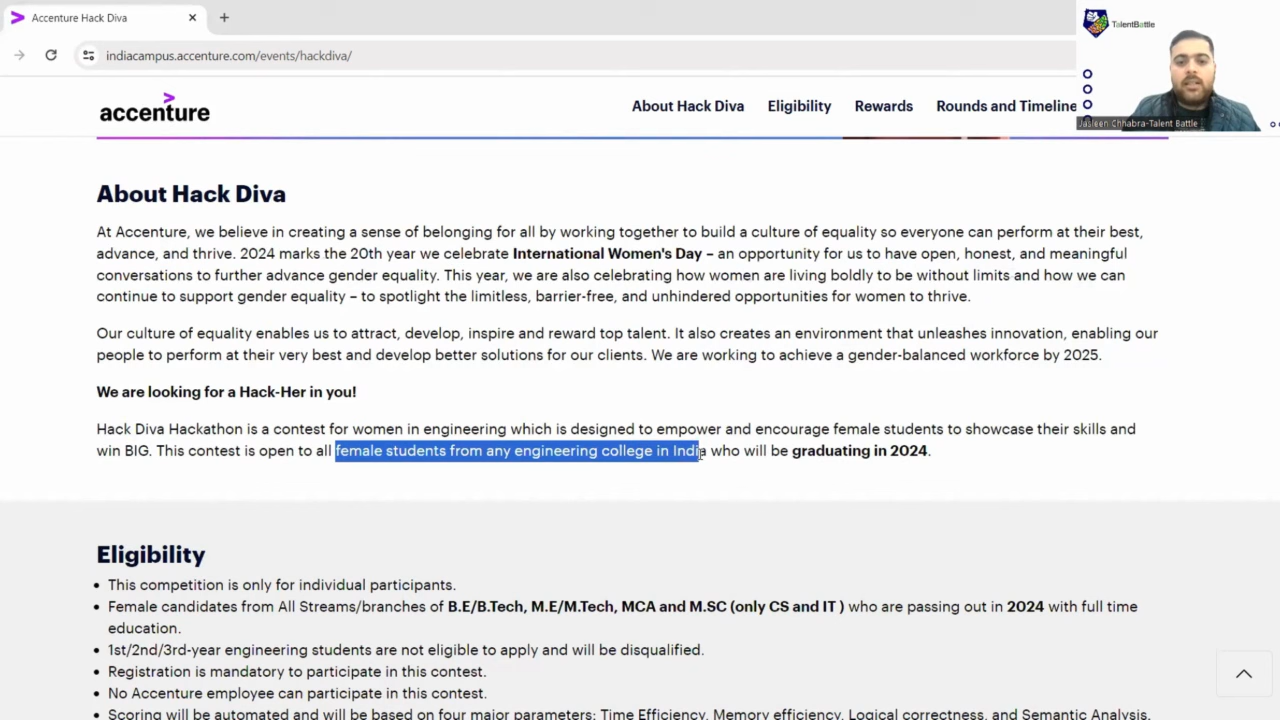 Accenture Hack Diva
TalentBattle
indiacampus.accenture.com/events/hackdiva/
accenture
About Hack Diva
Eligibility
Rewards
Rounds and Timeline
Jasleen Chhabra-Talent Battle
About Hack Diva
At Accenture, we believe in creating a sense of belonging for all by working together to build a culture of equality so everyone can perform at their best,
advance, and thrive. 2024 marks the 20th year we celebrate International Women's Day – an opportunity for us to have open, honest, and meaningful
conversations to further advance gender equality. This year, we are also celebrating how women are living boldly to be without limits and how we can
continue to support gender equality – to spotlight the limitless, barrier-free, and unhindered opportunities for women to thrive.
Our culture of equality enables us to attract, develop, inspire and reward top talent. It also creates an environment that unleashes innovation, enabling our
people to perform at their very best and develop better solutions for our clients. We are working to achieve a gender-balanced workforce by 2025.
We are looking for a Hack-Her in you!
Hack Diva Hackathon is a contest for women in engineering which is designed to empower and encourage female students to showcase their skills and
win BIG. This contest is open to all female students from any engineering college in India who will be graduating in 2024.
Eligibility
• This competition is only for individual participants.
• Female candidates from All Streams/branches of B.E/B.Tech, M.E/M.Tech, MCA and M.SC (only CS and IT ) who are passing out in 2024 with full time
education.
• 1st/2nd/3rd-year engineering students are not eligible to apply and will be disqualified.
• Registration is mandatory to participate in this contest.
• No Accenture employee can participate in this contest.
• Scoring will be automated and will be based on four major parameters: Time Efficiency, Memory efficiency, Logical correctness, and Semantic Analysis.